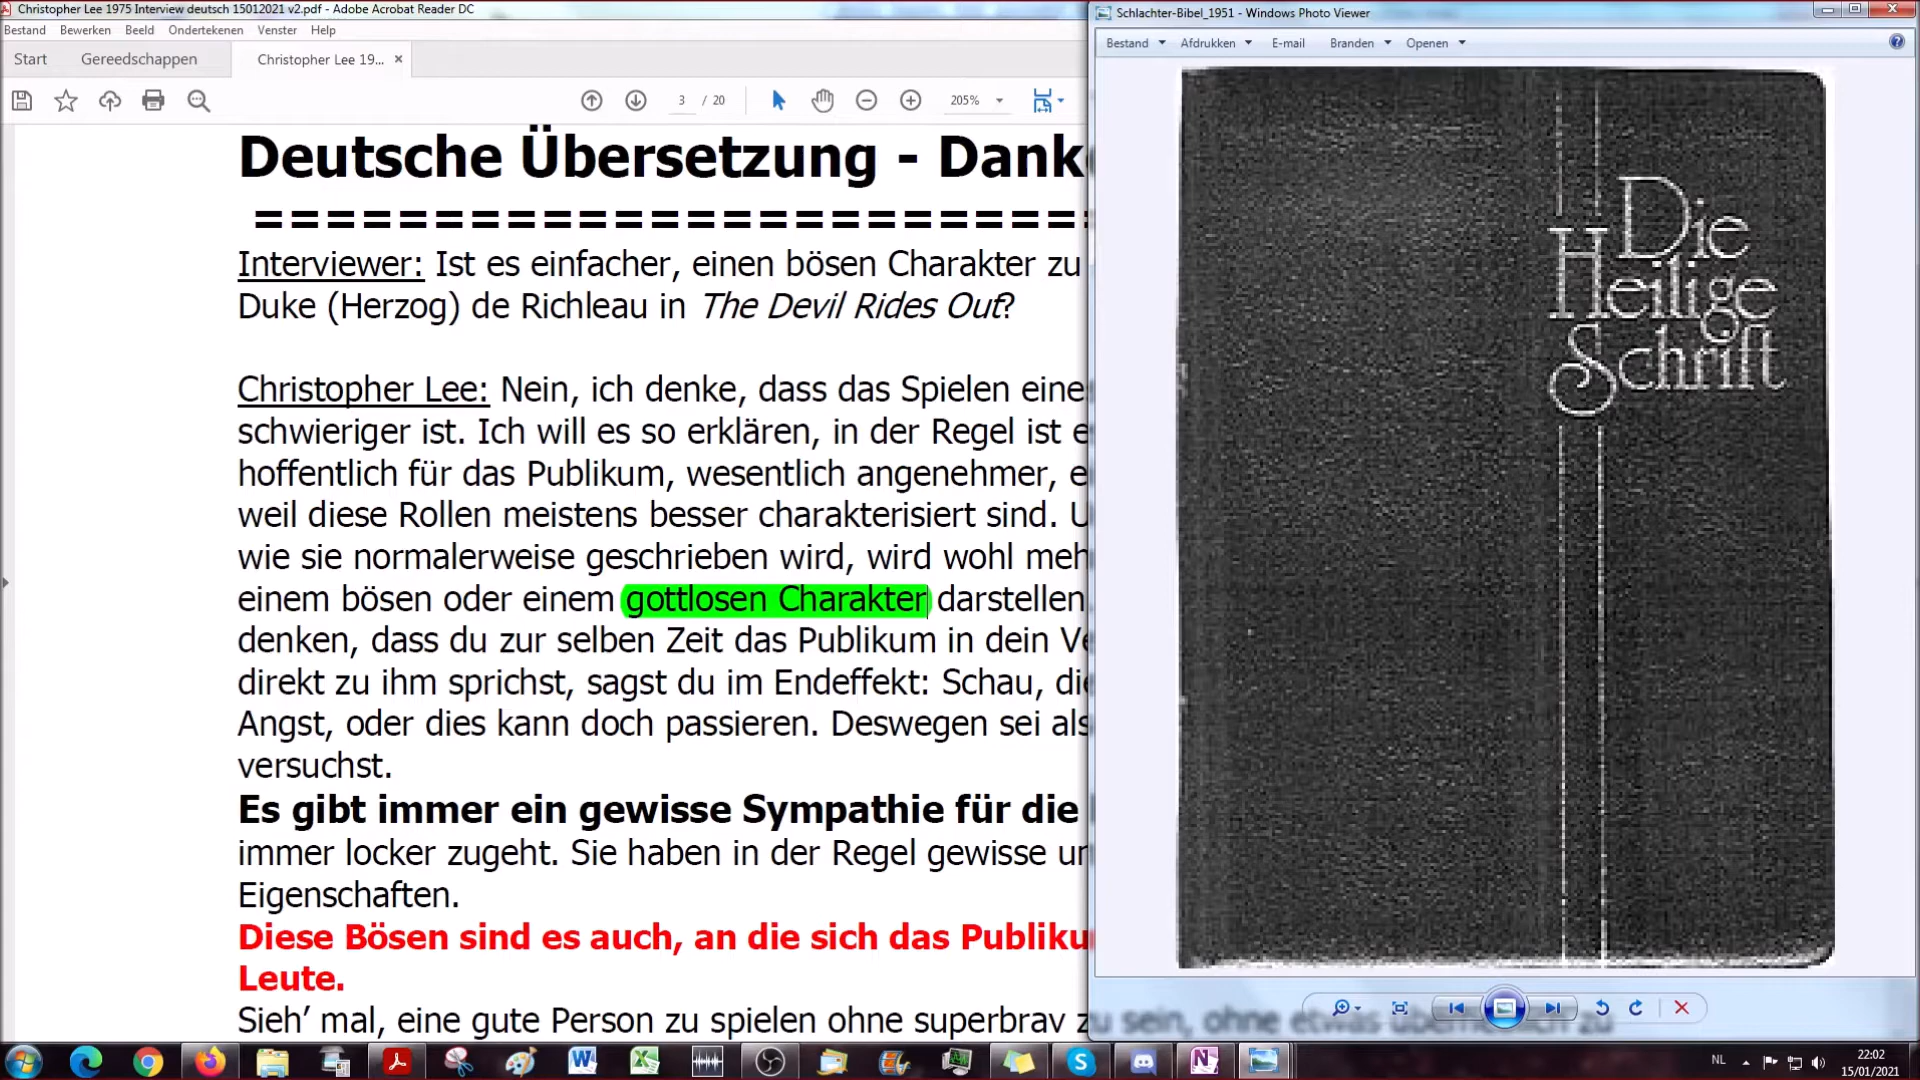 Christopher Lee 1975 Interview deutsch 15012021 v2.pdf - Adobe Acrobat Reader DC
Bestand Bewerken Beeld Ondertekenen Venster Help
Start Gereedschappen Christopher Lee 19... ×
3 / 20 205%
Deutsche Übersetzung - Dank
========================
Interviewer: Ist es einfacher, einen bösen Charakter zu
Duke (Herzog) de Richleau in The Devil Rides Out?
Christopher Lee: Nein, ich denke, dass das Spielen eine
schwieriger ist. Ich will es so erklären, in der Regel ist e
hoffentlich für das Publikum, wesentlich angenehmer, e
weil diese Rollen meistens besser charakterisiert sind. U
wie sie normalerweise geschrieben wird, wird wohl meh
einem bösen oder einem gottlosen Charakter darstellen.
denken, dass du zur selben Zeit das Publikum in dein Ve
direkt zu ihm sprichst, sagst du im Endeffekt: Schau, die
Angst, oder dies kann doch passieren. Deswegen sei als
versuchst.
Es gibt immer ein gewisse Sympathie für die
immer locker zugeht. Sie haben in der Regel gewisse un
Eigenschaften.
Diese Bösen sind es auch, an die sich das Publiku
Leute.
Sieh’ mal, eine gute Person zu spielen ohne superbrav zu sein, ohne etwas
Schlachter-Bibel_1951 - Windows Photo Viewer
Bestand Afdrukken E-mail Branden Openen
Die
Heilige
Schrift
NL 22:02
15/01/2021